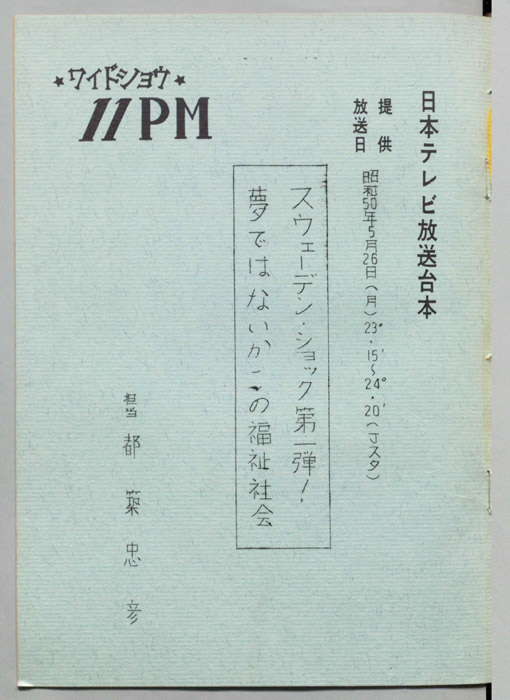 日本テレビ放送台本
提供
放送日 昭和50年5月26日(月)23°・15'~24°・20'(Jスタ)
★ワイドショウ★
11PM
スウェーデン・ショック第一弾!
夢ではないかこの福祉社会
担当 都築忠彦